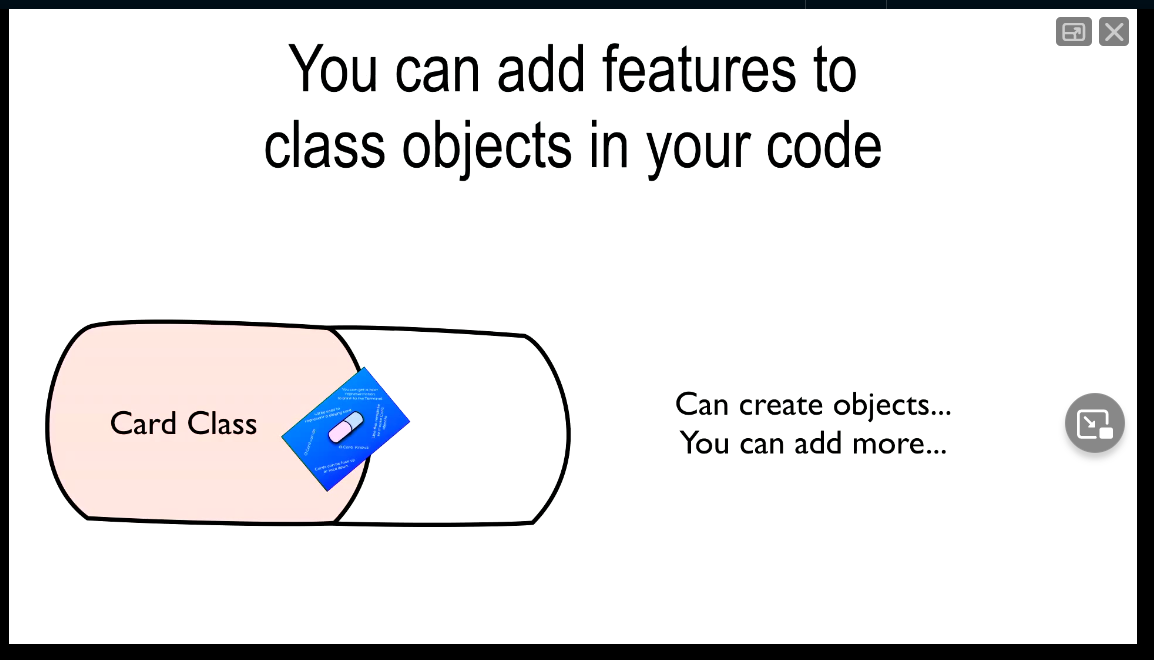 You can add features to
class objects in your code
Card Class
Can create objects...
You can add more...